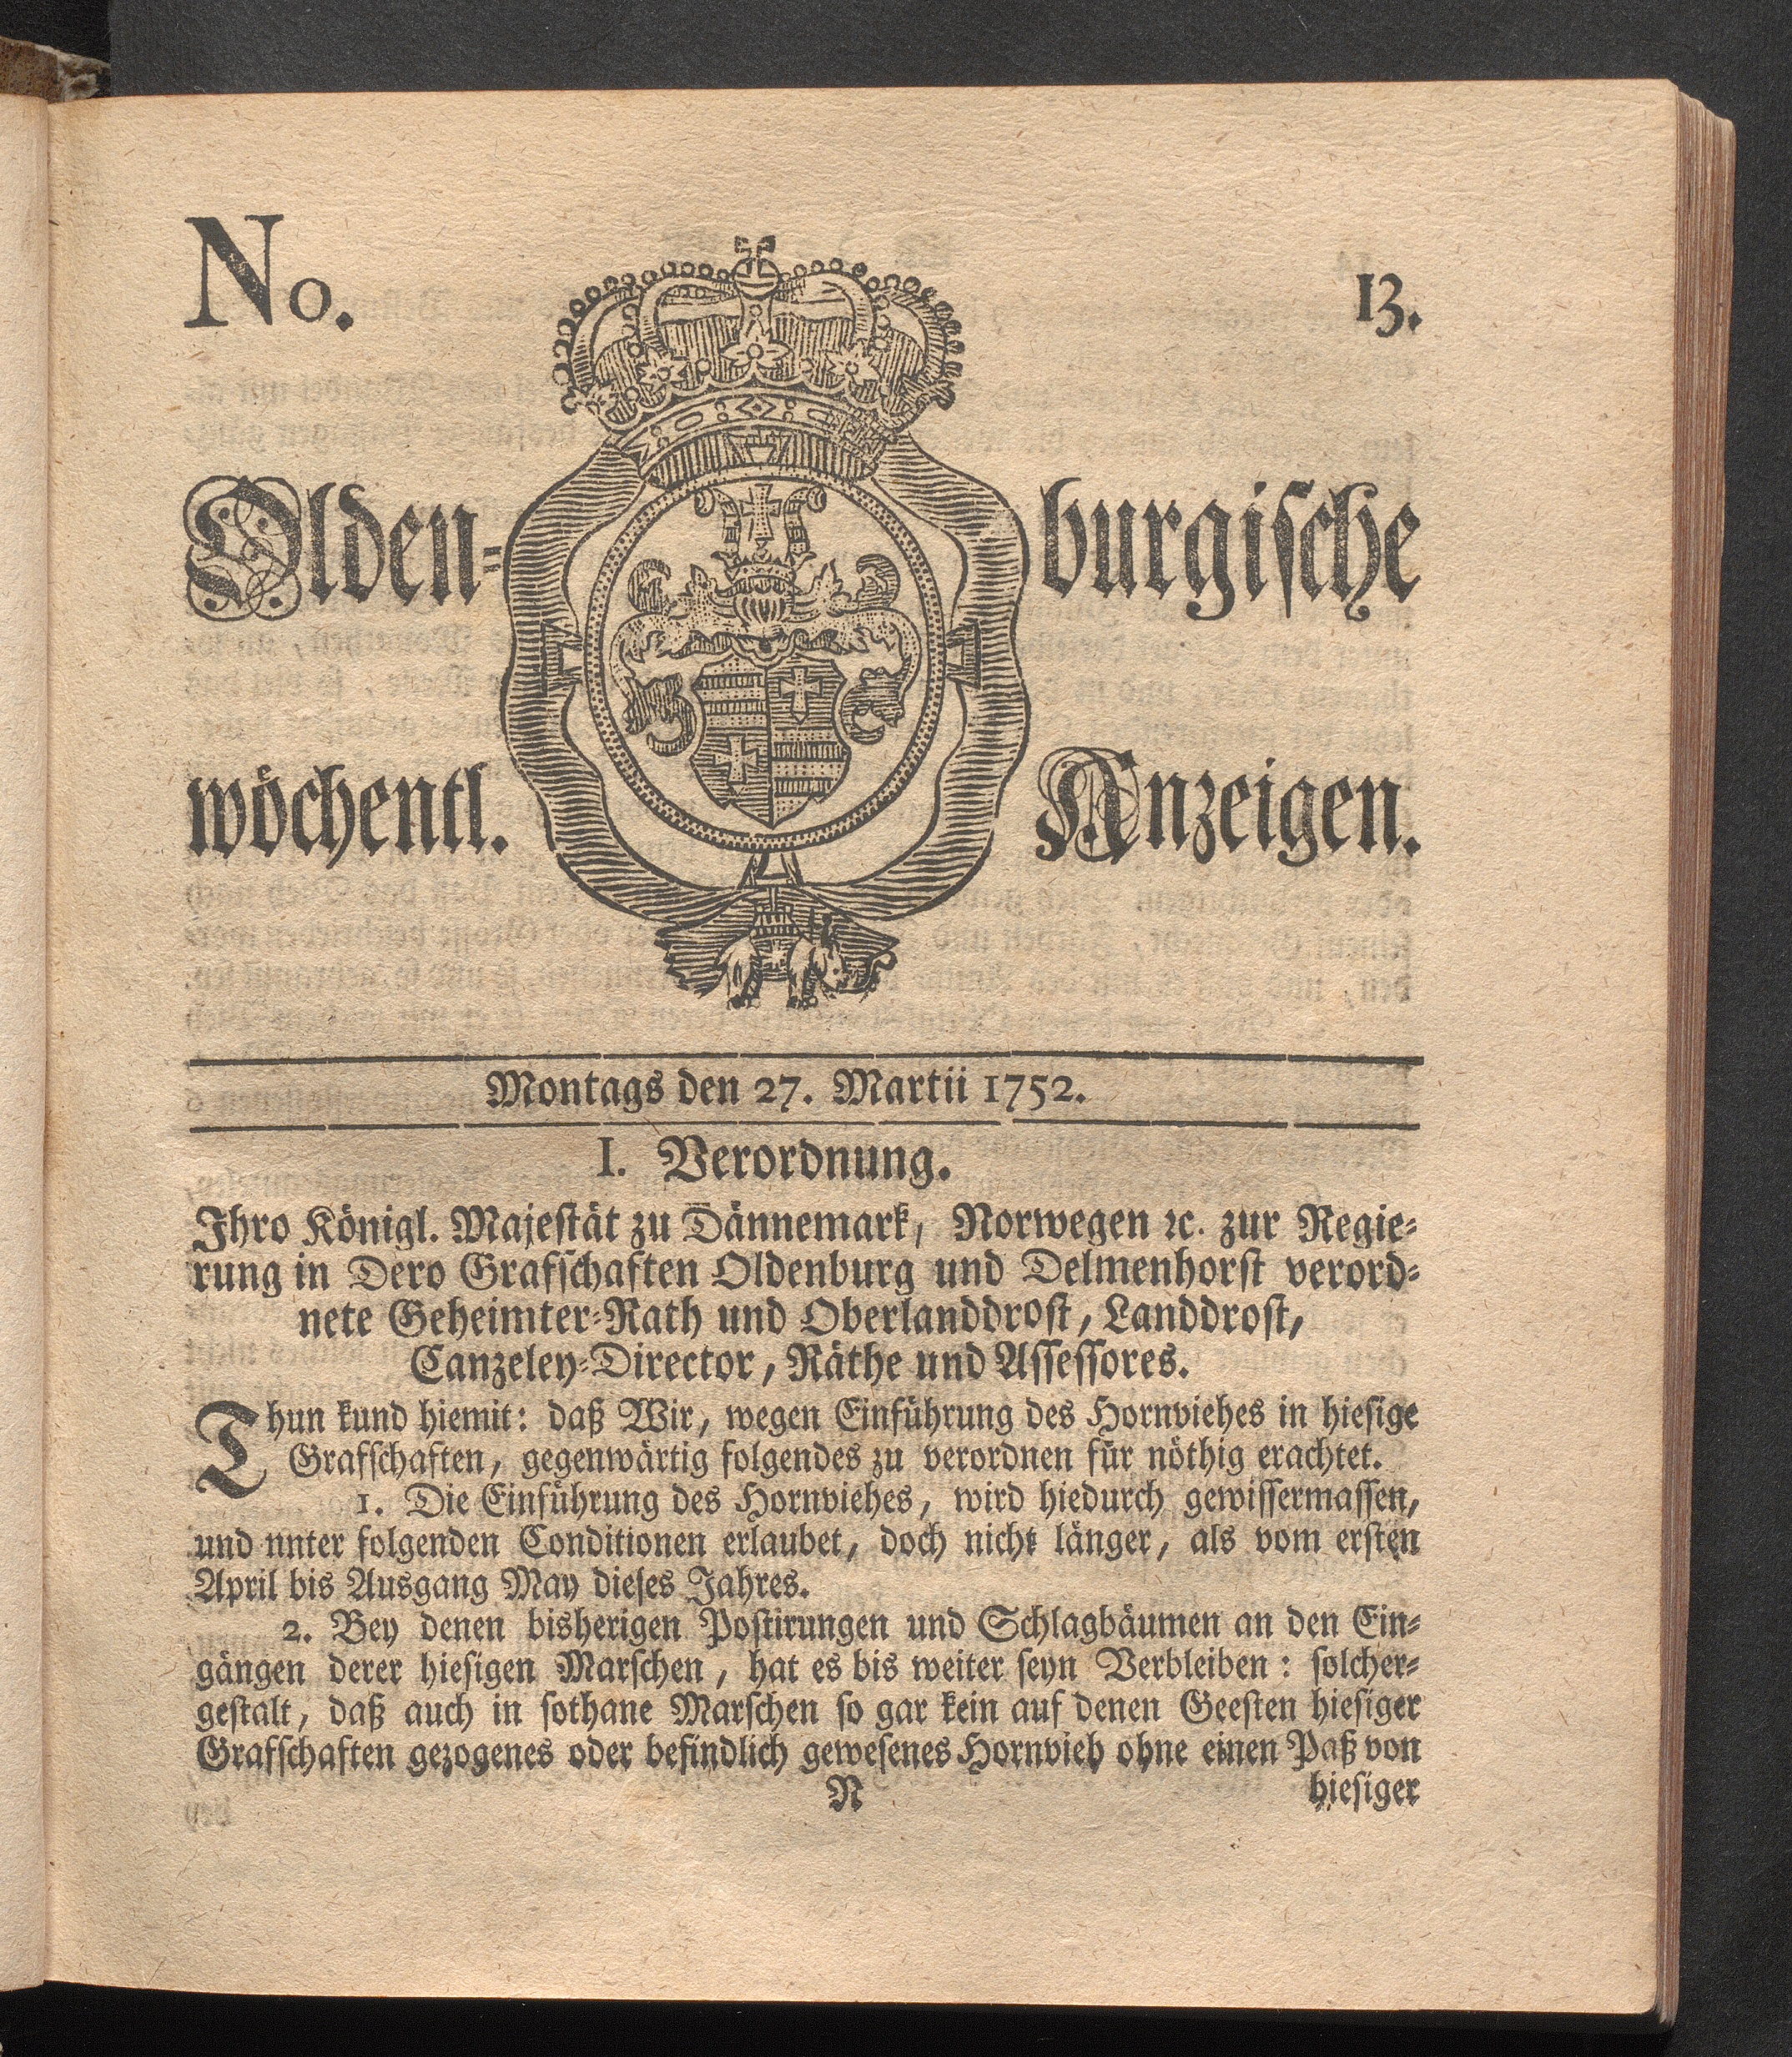 No. 13.
Olden⸗ burgiſche
wöchentl. Anzeigen.
Montags den 27. Martii 1752.
I. Verordnung.
Ihro Königl. Majeſtät zu Dännemark, Norwegen ꝛc. zur Regie⸗
rung in Dero Grafſchaften Oldenburg und Delmenhorſt verord⸗
nete Geheimter⸗Rath und Oberlanddroſt, Landdroſt,
Canzeley⸗Director, Räthe und Aſſeſſores.
Thun kund hiemit: daß Wir, wegen Einführung des Hornviehes in hieſige
Grafſchaften, gegenwärtig folgendes zu verordnen für nöthig erachtet.
1. Die Einführung des Hornviehes, wird hiedurch gewiſſermaſſen,
und nnter folgenden Conditionen erlaubet, doch nicht länger, als vom erſten
April bis Ausgang May dieſes Jahres.
2. Bey denen bisherigen Poſtirungen und Schlagbäumen an den Ein⸗
gängen derer hieſigen Marſchen, hat es bis weiter ſeyn Verbleiben: ſolcher⸗
geſtalt, daß auch in ſothane Marſchen ſo gar kein auf denen Geeſten hieſiger
Grafſchaften gezogenes oder befindlich geweſenes Hornvieh ohne einen Paß von
N hieſiger